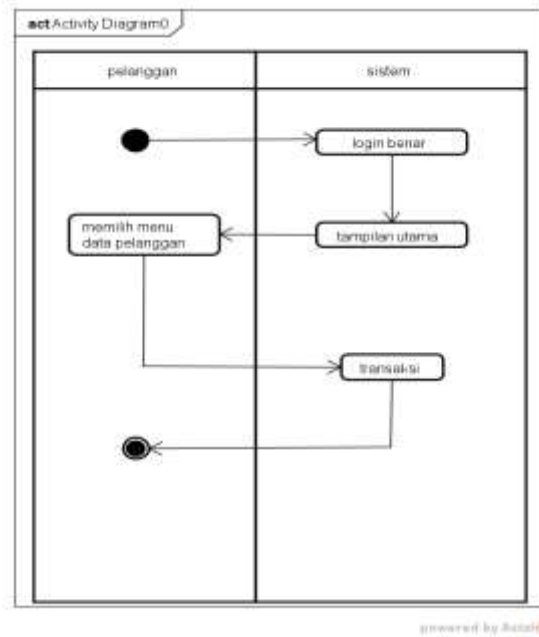 act Activity Diagram0
pelanggan
sistem
login benar
memilih menu
data pelanggan
tampilan utama
transaksi
powered by